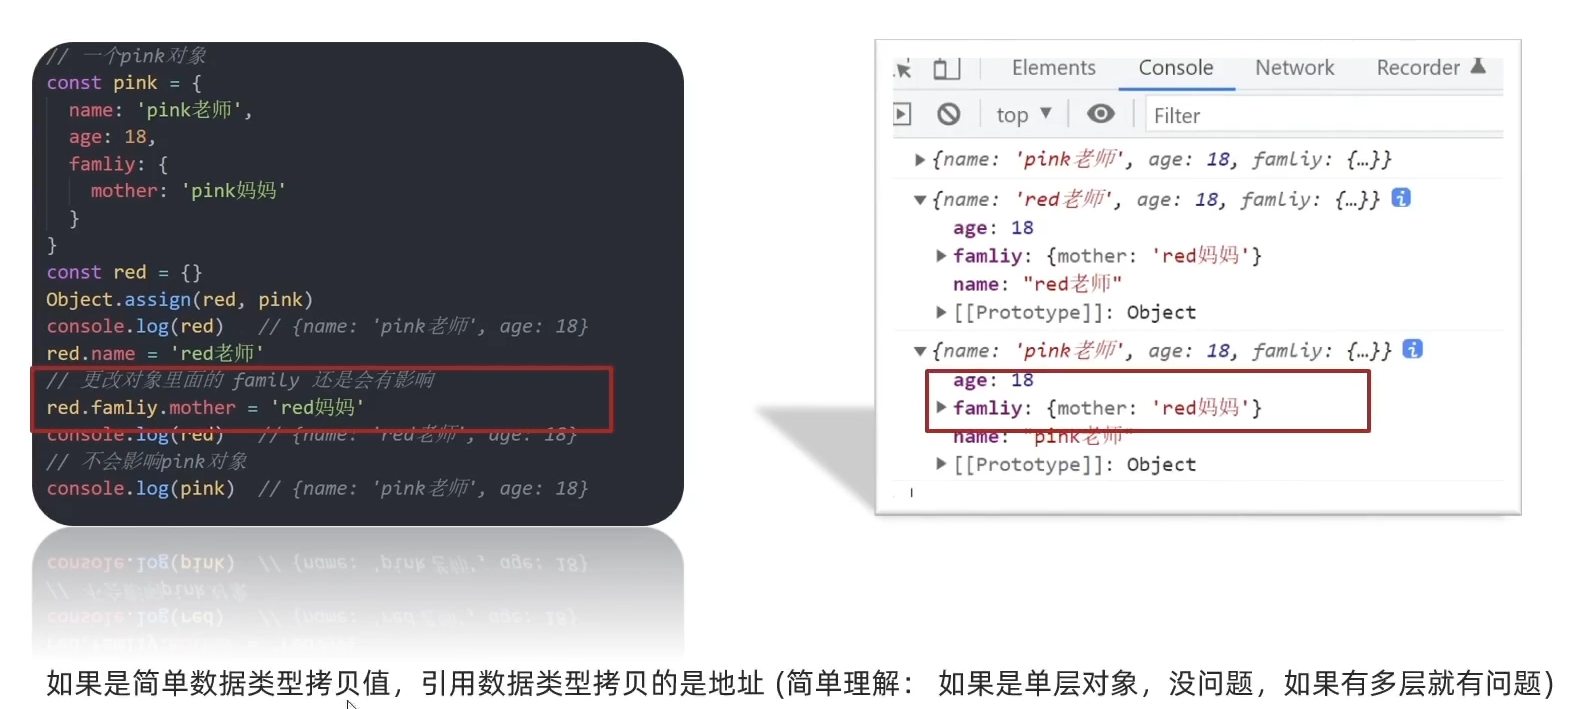 // 一个pink对象
const pink = {
name: 'pink老师',
age: 18,
famliy: {
mother: 'pink妈妈'
}
}
const red = {}
Object.assign(red, pink)
console.log(red) // {name: 'pink老师', age: 18}
red.name = 'red老师'
// 更改对象里面的 family 还是会有影响
red.famliy.mother = 'red妈妈'
console.log(red) // {name: 'red老师', age: 18}
// 不会影响pink对象
console.log(pink) // {name: 'pink老师', age: 18}
Elements Console Network Recorder
top Filter
{name: 'pink老师', age: 18, famliy: {…}}
{name: 'red老师', age: 18, famliy: {…}}
age: 18
famliy: {mother: 'red妈妈'}
name: "red老师"
[[Prototype]]: Object
{name: 'pink老师', age: 18, famliy: {…}}
age: 18
famliy: {mother: 'red妈妈'}
name: "pink老师"
[[Prototype]]: Object
如果是简单数据类型拷贝值，引用数据类型拷贝的是地址 (简单理解： 如果是单层对象，没问题，如果有多层就有问题)